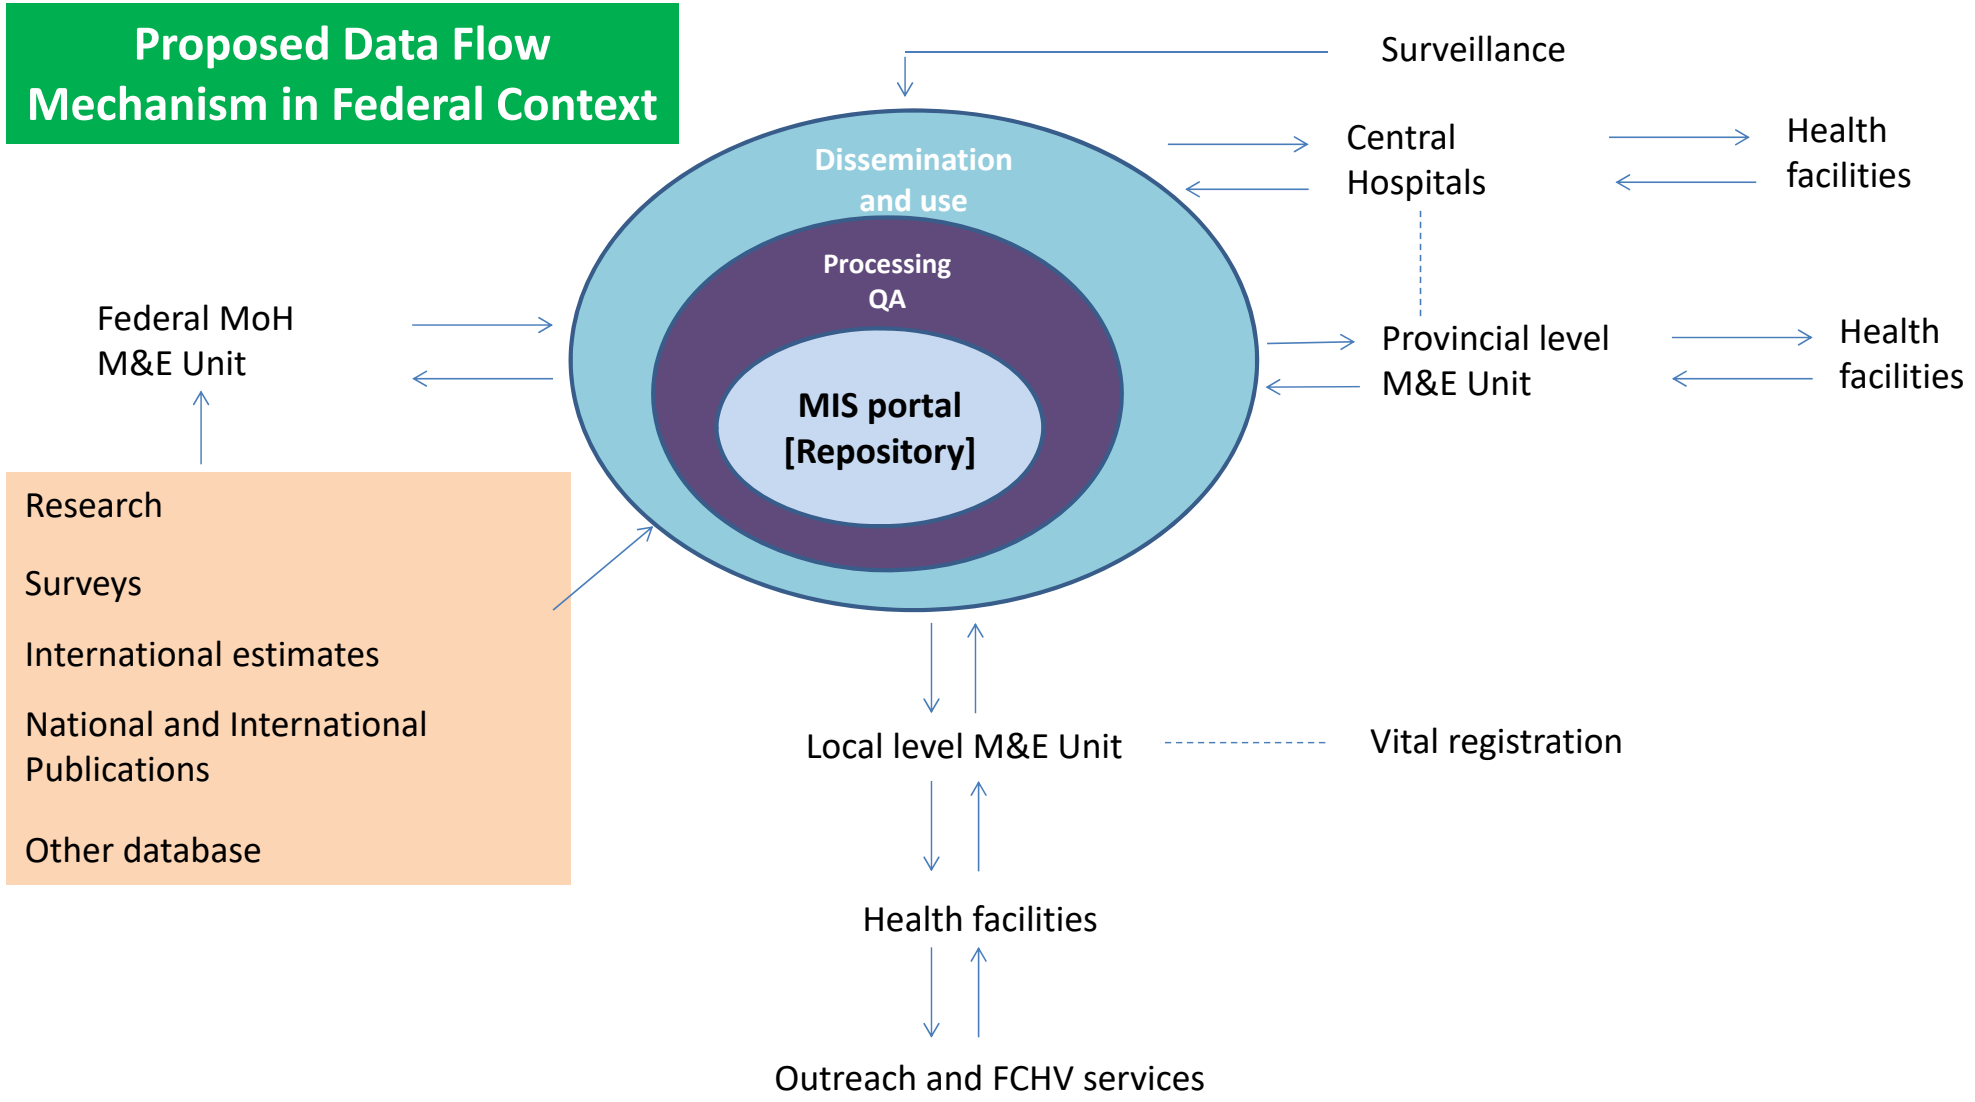 Proposed Data Flow
Mechanism in Federal Context
Surveillance
Central
Hospitals
Health
facilities
Dissemination
and use
Processing
QA
MIS portal
[Repository]
Federal MoH
M&E Unit
Provincial level
M&E Unit
Health
facilities
Research
Surveys
International estimates
National and International
Publications
Other database
Local level M&E Unit
Vital registration
Health facilities
Outreach and FCHV services